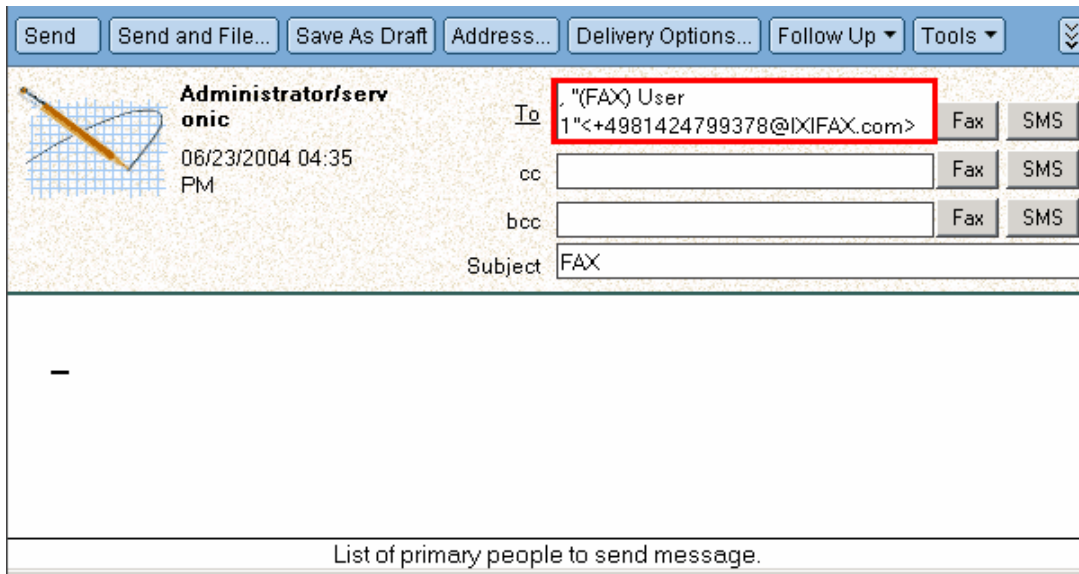 Send Send and File... Save As Draft Address... Delivery Options... Follow Up Tools
Administrator/serv
onic
06/23/2004 04:35
PM
To , "(FAX) User
1"<+4981424799378@IXIFAX.com> Fax SMS
cc Fax SMS
bcc Fax SMS
Subject FAX
List of primary people to send message.